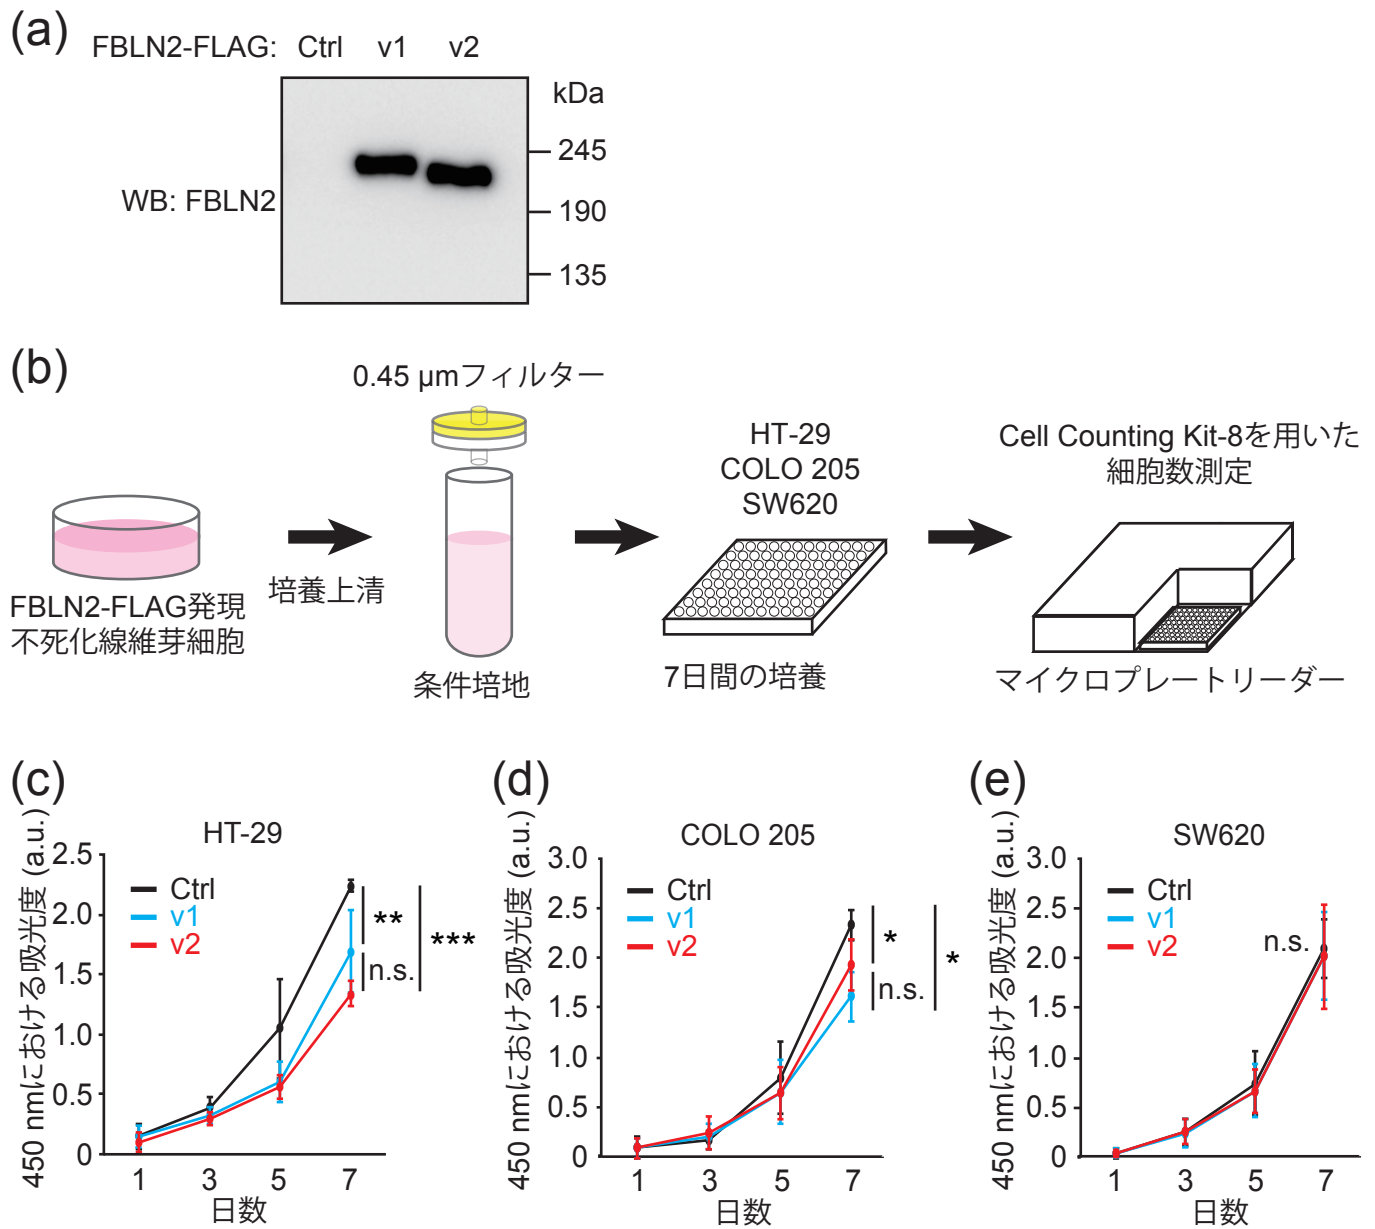 (a)
FBLN2-FLAG: Ctrl v1 v2
kDa
245
WB: FBLN2
190
135
(b)
0.45 µmフィルター
HT-29
COLO 205
SW620
Cell Counting Kit-8を用いた
細胞数測定
培養上清
FBLN2-FLAG発現
不死化線維芽細胞
条件培地
7日間の培養
マイクロプレートリーダー
(c)
HT-29
450 nmにおける吸光度 (a.u.)
2.5
2.0
1.5
1.0
0.5
0
Ctrl
v1
v2
**
***
n.s.
1 3 5 7
日数
(d)
COLO 205
450 nmにおける吸光度 (a.u.)
3.0
2.5
2.0
1.5
1.0
0.5
0
Ctrl
v1
v2
*
*
n.s.
1 3 5 7
日数
(e)
SW620
450 nmにおける吸光度 (a.u.)
3.0
2.5
2.0
1.5
1.0
0.5
0
Ctrl
v1
v2
n.s.
1 3 5 7
日数